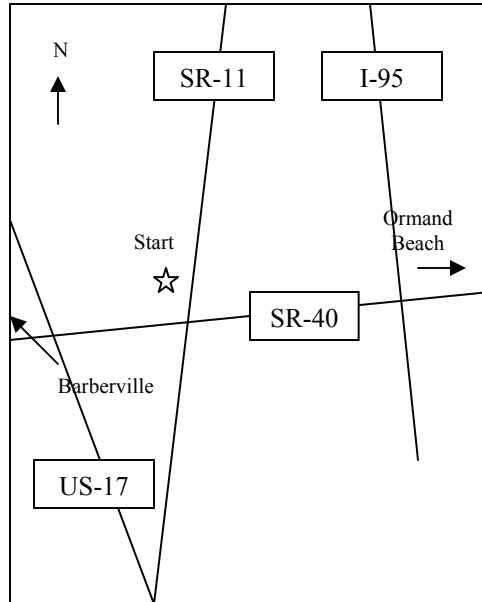 N
SR-11
I-95
Start
Ormand
Beach
SR-40
Barberville
US-17